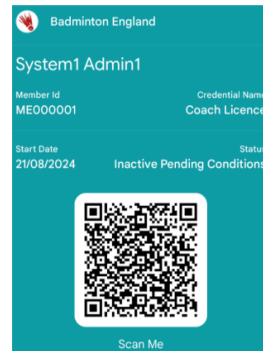 Badminton England
System1 Admin1
Member Id Credential Name
ME000001 Coach Licence
Start Date Status
21/08/2024 Inactive Pending Conditions
Scan Me